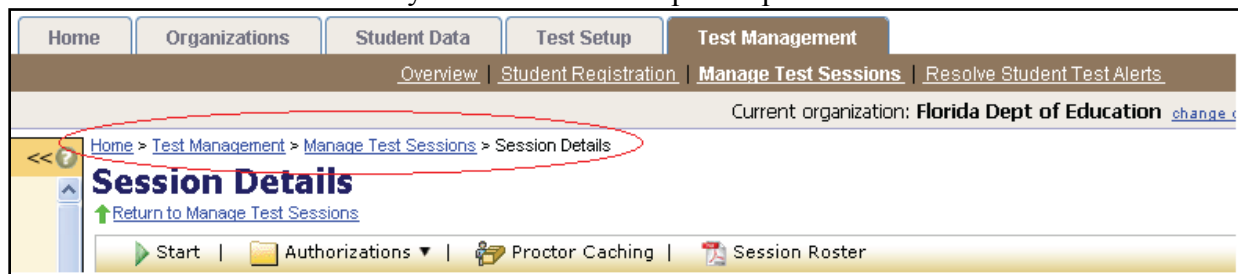 Home Organizations Student Data Test Setup Test Management
Overview | Student Registration | Manage Test Sessions | Resolve Student Test Alerts
Current organization: Florida Dept of Education change
<< ? Home > Test Management > Manage Test Sessions > Session Details
Session Details
Return to Manage Test Sessions
Start | Authorizations ▼ | Proctor Caching | Session Roster